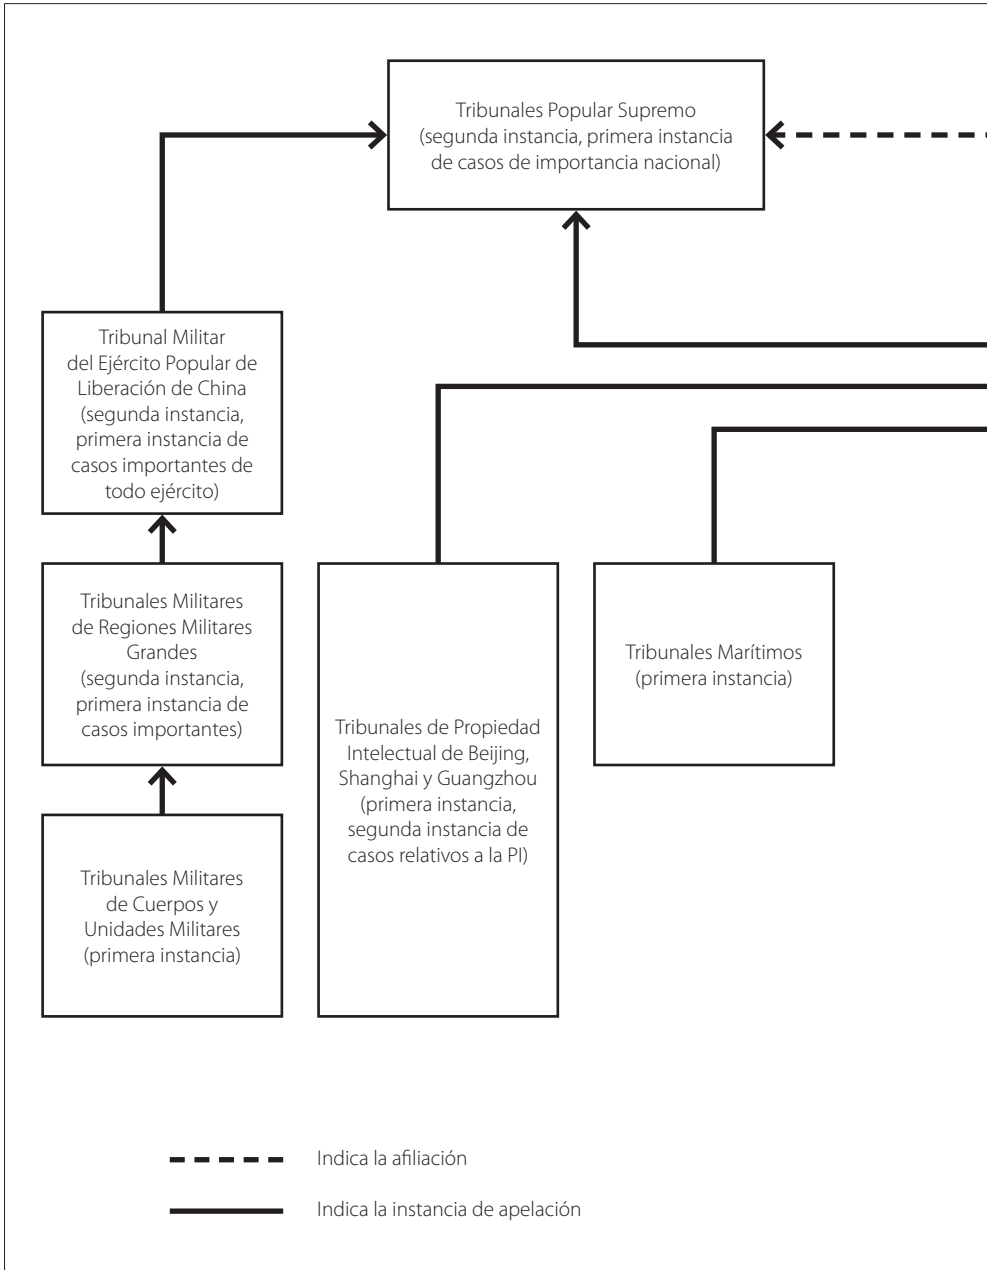 Tribunales Popular Supremo
(segunda instancia, primera instancia
de casos de importancia nacional)
Tribunal Militar
del Ejército Popular de
Liberación de China
(segunda instancia,
primera instancia de
casos importantes de
todo ejército)
Tribunales Militares
de Regiones Militares
Grandes
(segunda instancia,
primera instancia de
casos importantes)
Tribunales Militares
de Cuerpos y
Unidades Militares
(primera instancia)
Tribunales de Propiedad
Intelectual de Beijing,
Shanghai y Guangzhou
(primera instancia,
segunda instancia de
casos relativos a la PI)
Tribunales Marítimos
(primera instancia)
Indica la afiliación
Indica la instancia de apelación